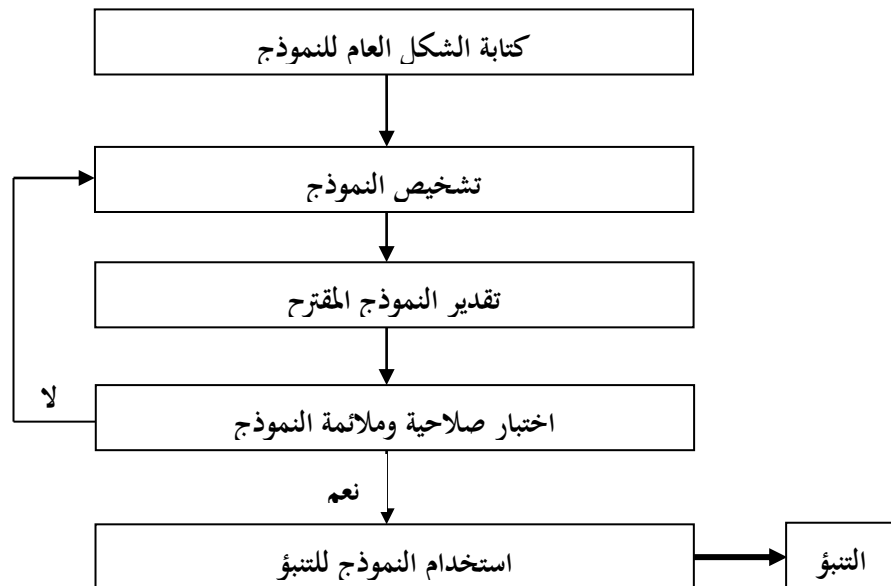 كتابة الشكل العام للنموذج
تشخيص النموذج
تقدير النموذج المقترح
لا
اختبار صلاحية وملائمة النموذج
نعم
استخدام النموذج للتنبؤ
التنبؤ